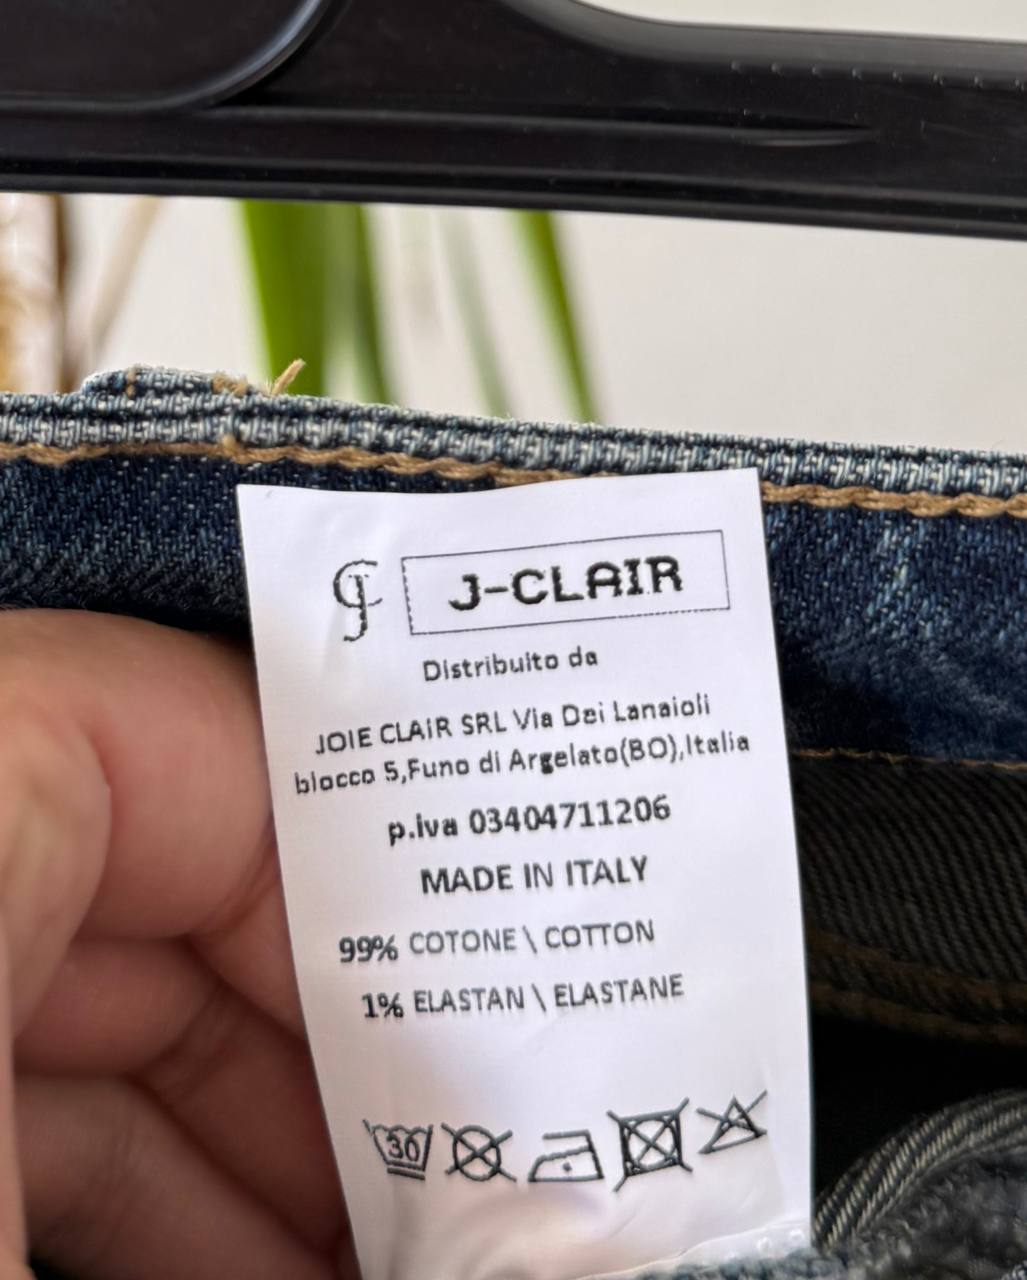 CJ J-CLAIR
Distribuito da
JOIE CLAIR SRL Via Dei Lanaioli
blocco 5,Funo di Argelato(BO),Italia
p.iva 03404711206
MADE IN ITALY
99% COTONE \ COTTON
1% ELASTAN \ ELASTANE
30